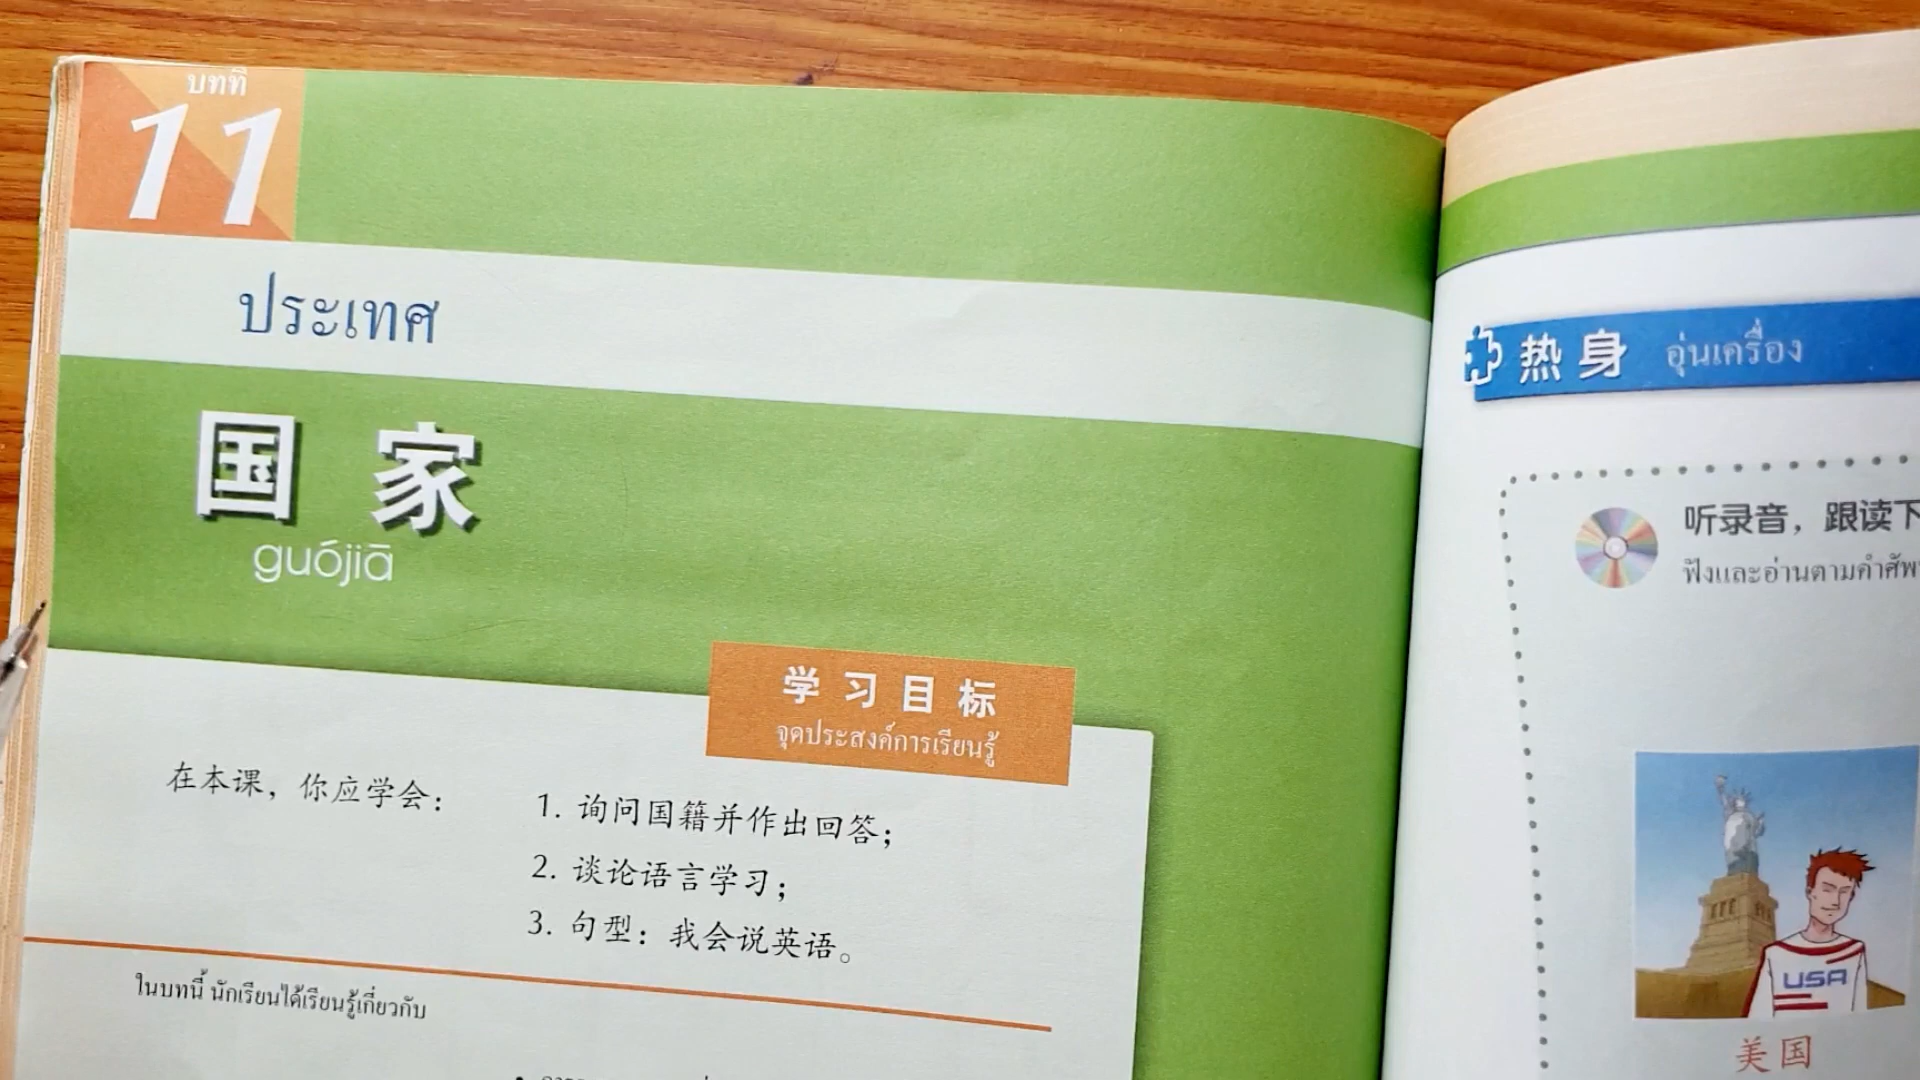 บทที่
11
ประเทศ
国家
guójiā
学习目标
จุดประสงค์การเรียนรู้
在本课，你应学会：
1. 询问国籍并作出回答；
2. 谈论语言学习；
3. 句型：我会说英语。
ในบทนี้ นักเรียนได้เรียนรู้เกี่ยวกับ
热身 อุ่นเครื่อง
听录音，跟读下
ฟังและอ่านตามคำศัพ
USA
美国